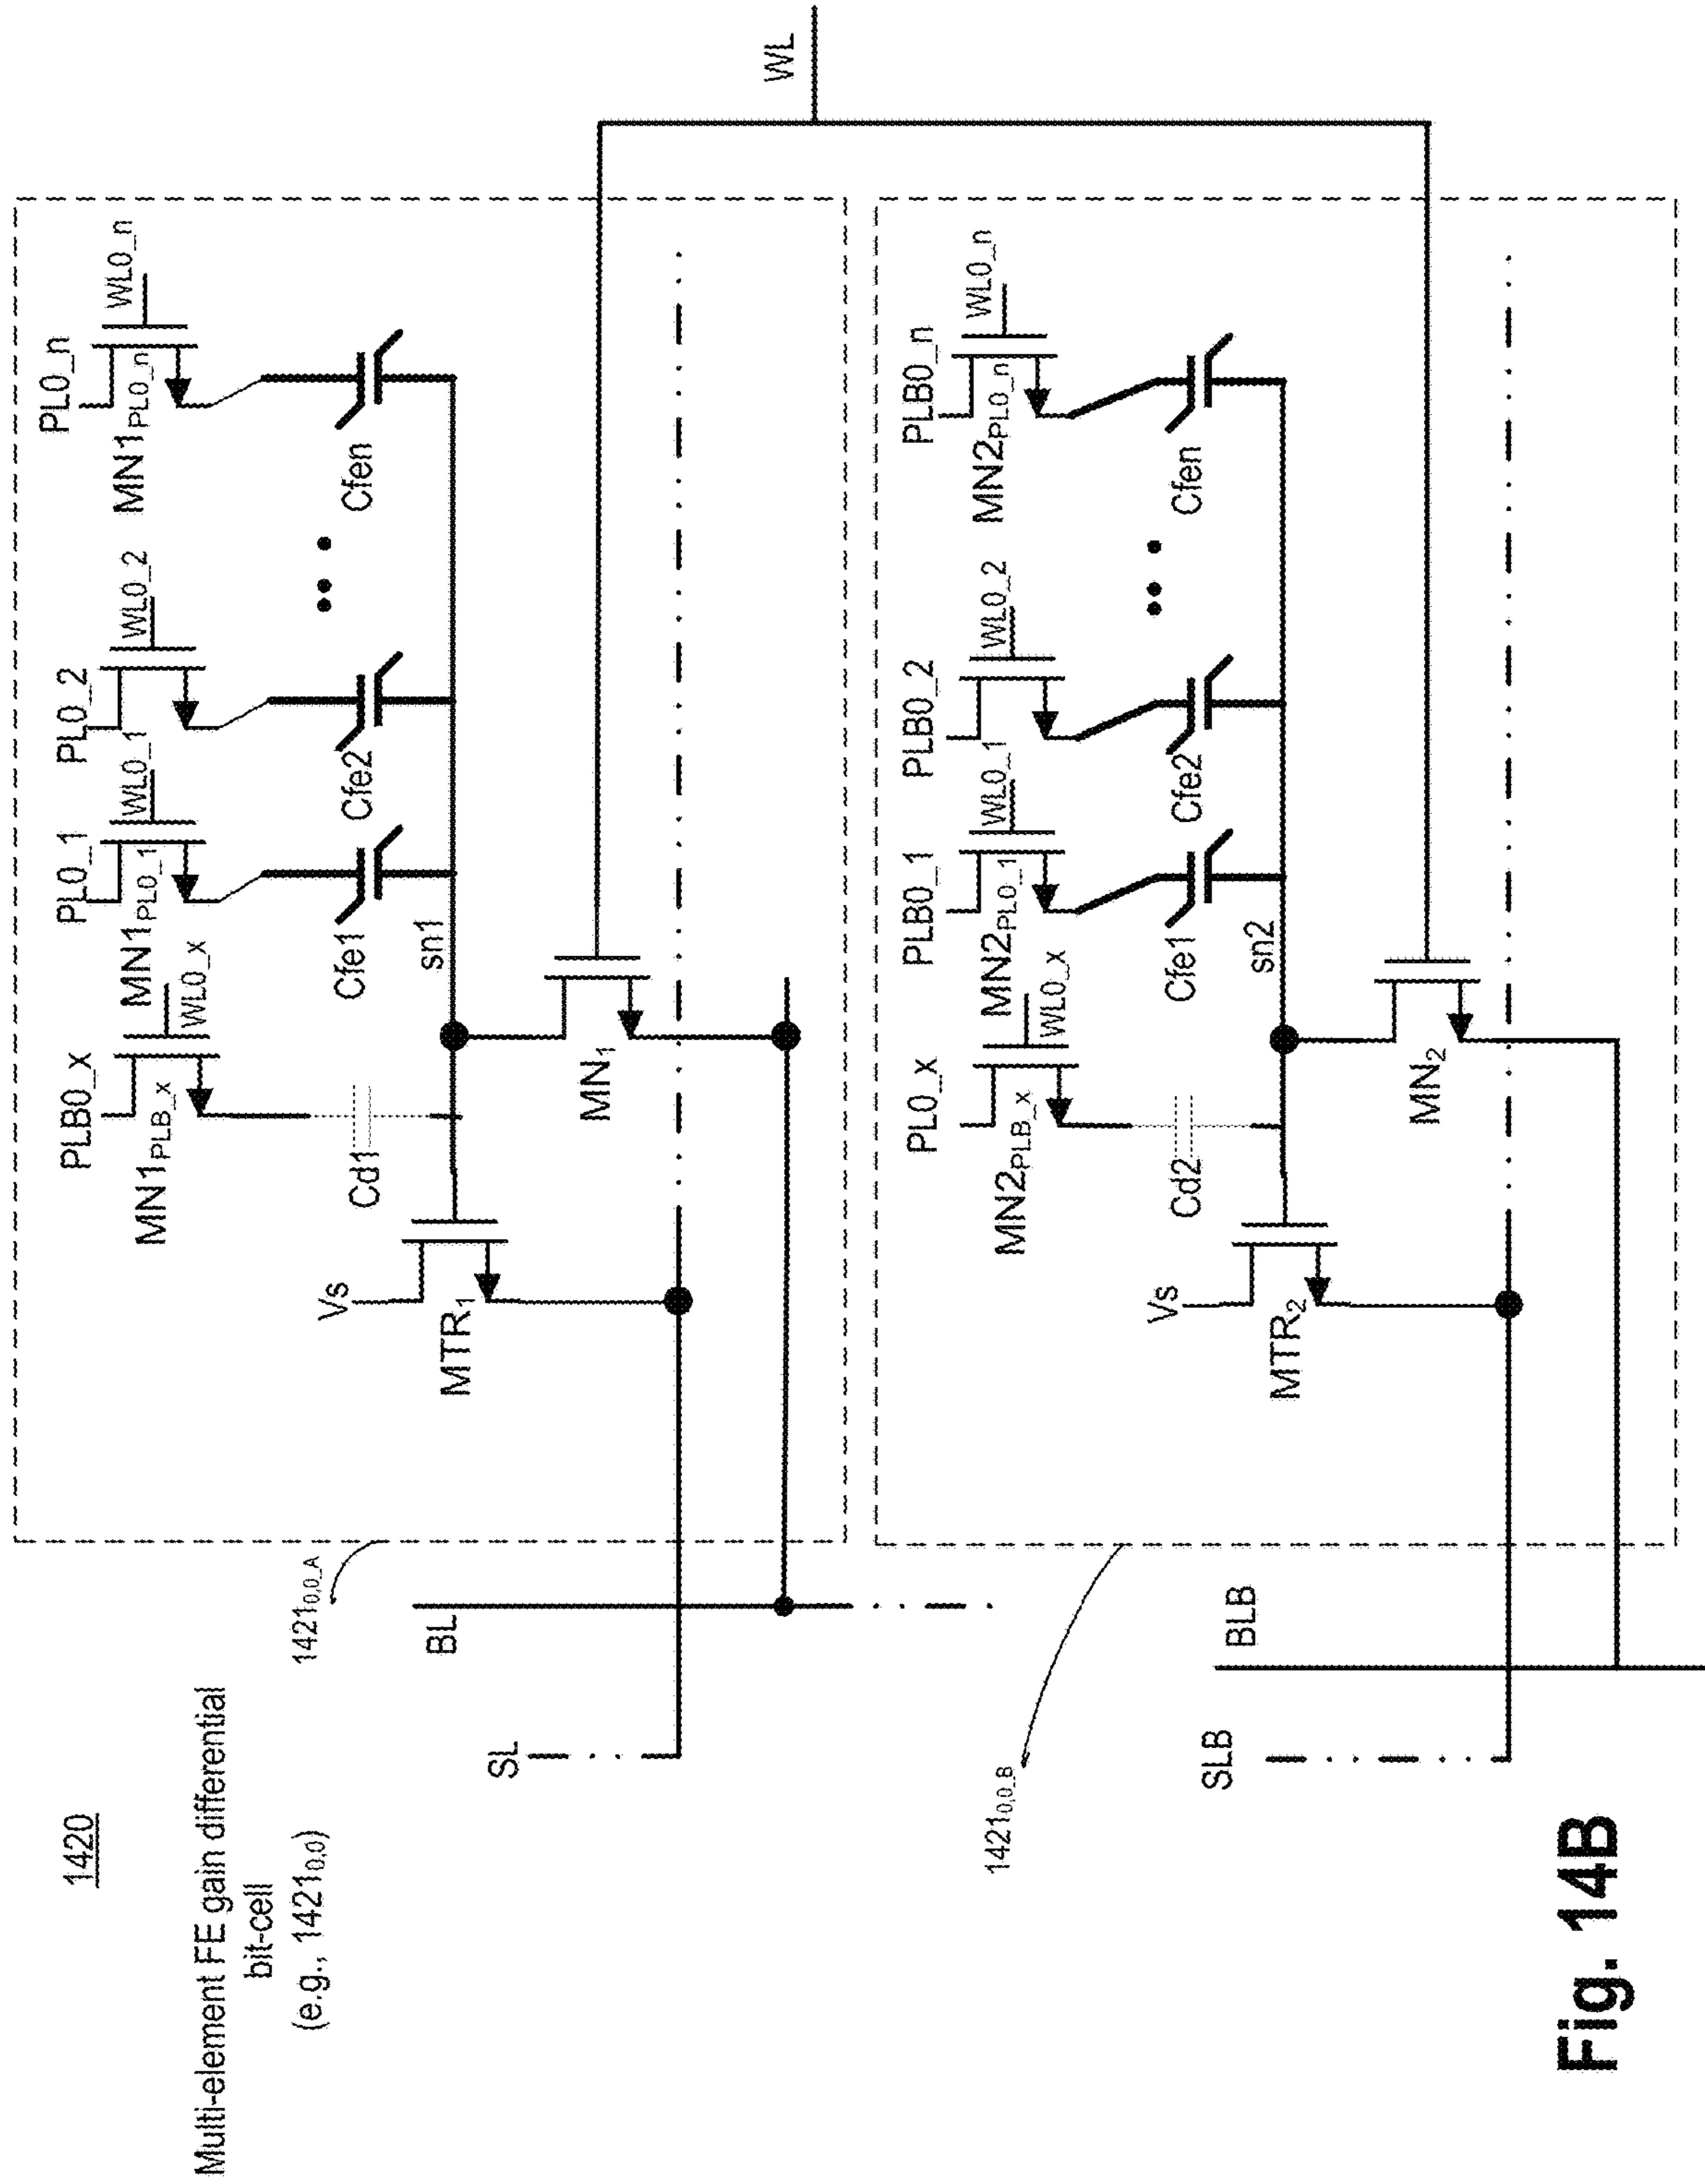 1420
Multi-element FE gain differential
bit-cell
(e.g., 1421₀,₀)
1421₀,₀_A
BL
SL
PLB0_x
MN1PLB_x
WL0_x
Cd1
Vs
MTR₁
PL0_1
MN1PL0_1
WL0_1
Cfe1
sn1
PL0_2
WL0_2
Cfe2
PL0_n
MN1PL0_n
WL0_n
Cfen
MN₁
WL
1421₀,₀_B
BLB
SLB
PL0_x
MN2PLB_x
WL0_x
Cd2
Vs
MTR₂
PLB0_1
MN2PL0_1
WL0_1
Cfe1
sn2
PLB0_2
WL0_2
Cfe2
PLB0_n
MN2PL0_n
WL0_n
Cfen
MN₂
Fig. 14B